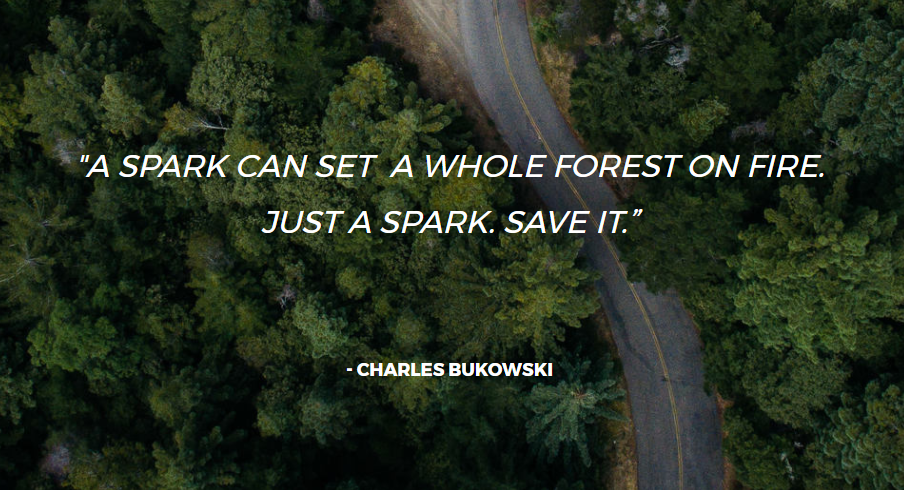 "A SPARK CAN SET  A WHOLE FOREST ON FIRE.
JUST A SPARK. SAVE IT.”
- CHARLES BUKOWSKI